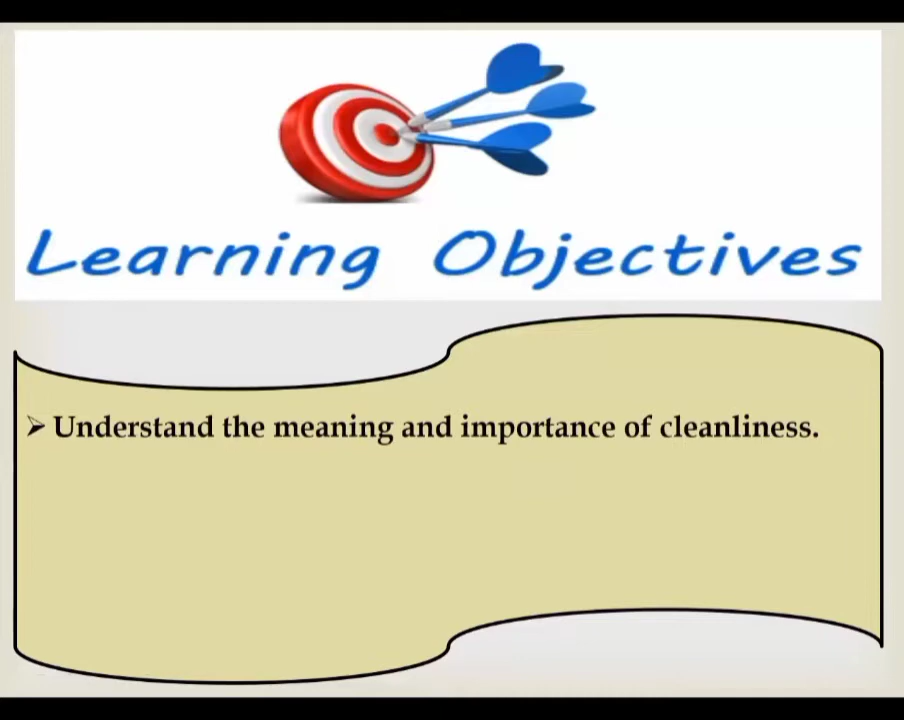 Learning Objectives
➢ Understand the meaning and importance of cleanliness.